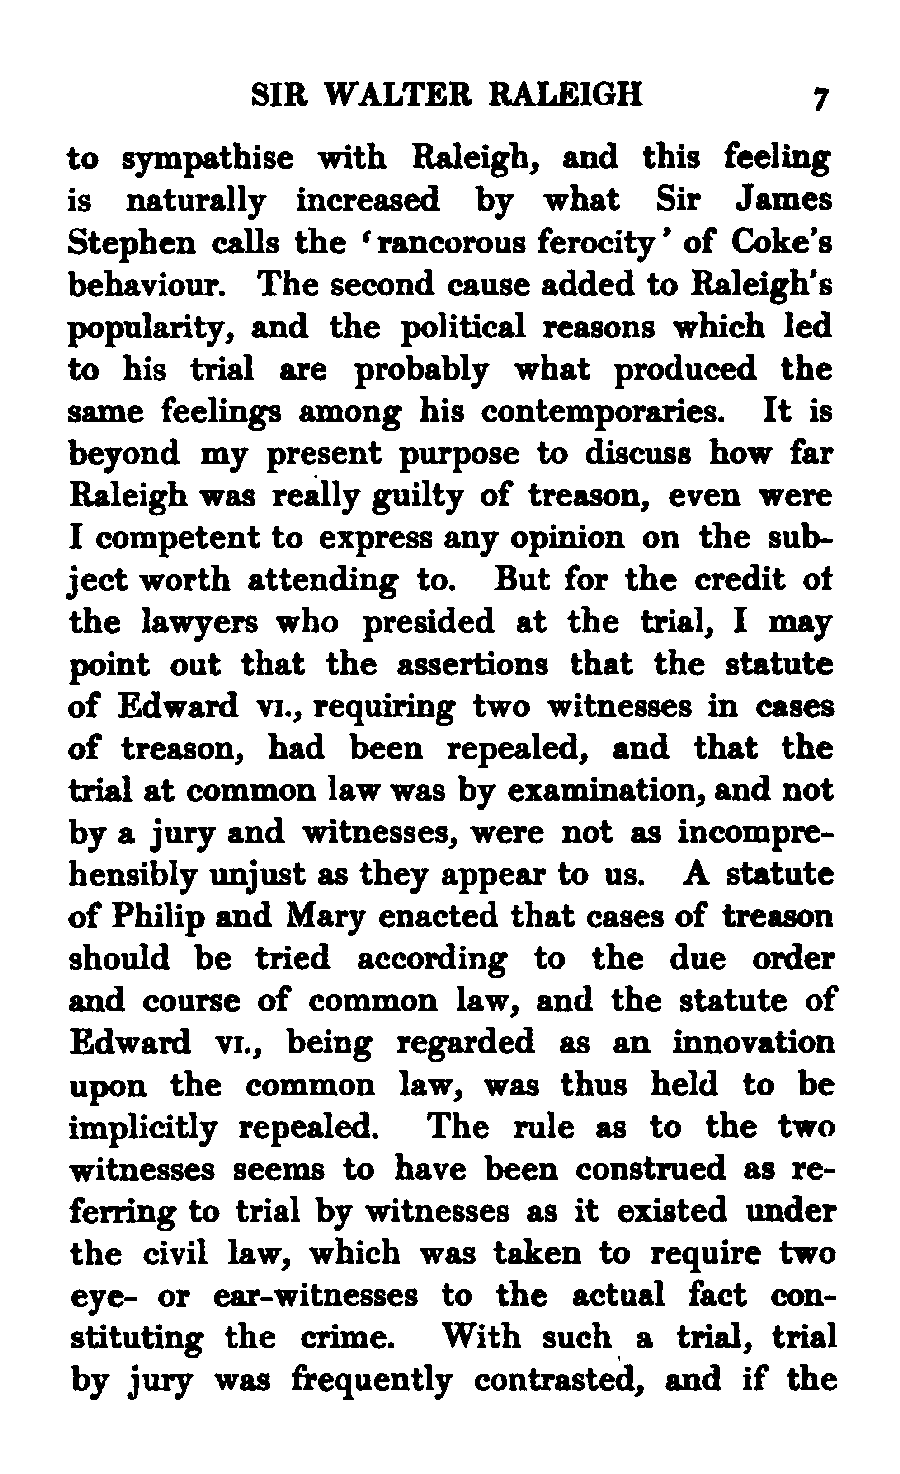 SIR WALTER RALEIGH 7
to sympathise with Raleigh, and this feeling
is naturally increased by what Sir James
Stephen calls the ‘rancorous ferocity’ of Coke's
behaviour. The second cause added to Raleigh's
popularity, and the political reasons which led
to his trial are probably what produced the
same feelings among his contemporaries. It is
beyond my present purpose to discuss how far
Raleigh was really guilty of treason, even were
I competent to express any opinion on the sub-
ject worth attending to. But for the credit of
the lawyers who presided at the trial, I may
point out that the assertions that the statute
of Edward VI., requiring two witnesses in cases
of treason, had been repealed, and that the
trial at common law was by examination, and not
by a jury and witnesses, were not as incompre-
hensibly unjust as they appear to us. A statute
of Philip and Mary enacted that cases of treason
should be tried according to the due order
and course of common law, and the statute of
Edward VI., being regarded as an innovation
upon the common law, was thus held to be
implicitly repealed. The rule as to the two
witnesses seems to have been construed as re-
ferring to trial by witnesses as it existed under
the civil law, which was taken to require two
eye- or ear-witnesses to the actual fact con-
stituting the crime. With such a trial, trial
by jury was frequently contrasted, and if the